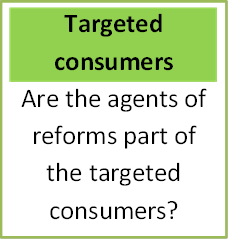 Targeted
consumers
Are the agents of
reforms part of
the targeted
consumers?